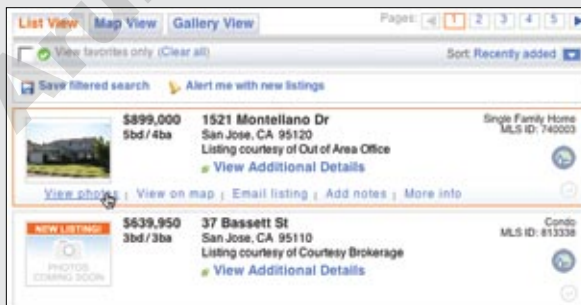 List View Map View Gallery View Pages: 1 2 3 4 5
View favorites only (Clear all) Sort: Recently added
Save filtered search Alert me with new listings
$899,000 1521 Montellano Dr Single Family Home
5bd/4ba San Jose, CA 95120 MLS ID: 740003
Listing courtesy of Out of Area Office
View Additional Details
View photos | View on map | Email listing | Add notes | More info
NEW LISTING! $639,950 37 Bassett St Condo
3bd/3ba San Jose, CA 95110 MLS ID: 813338
Listing courtesy of Courtesy Brokerage
PHOTOS View Additional Details
COMING SOON